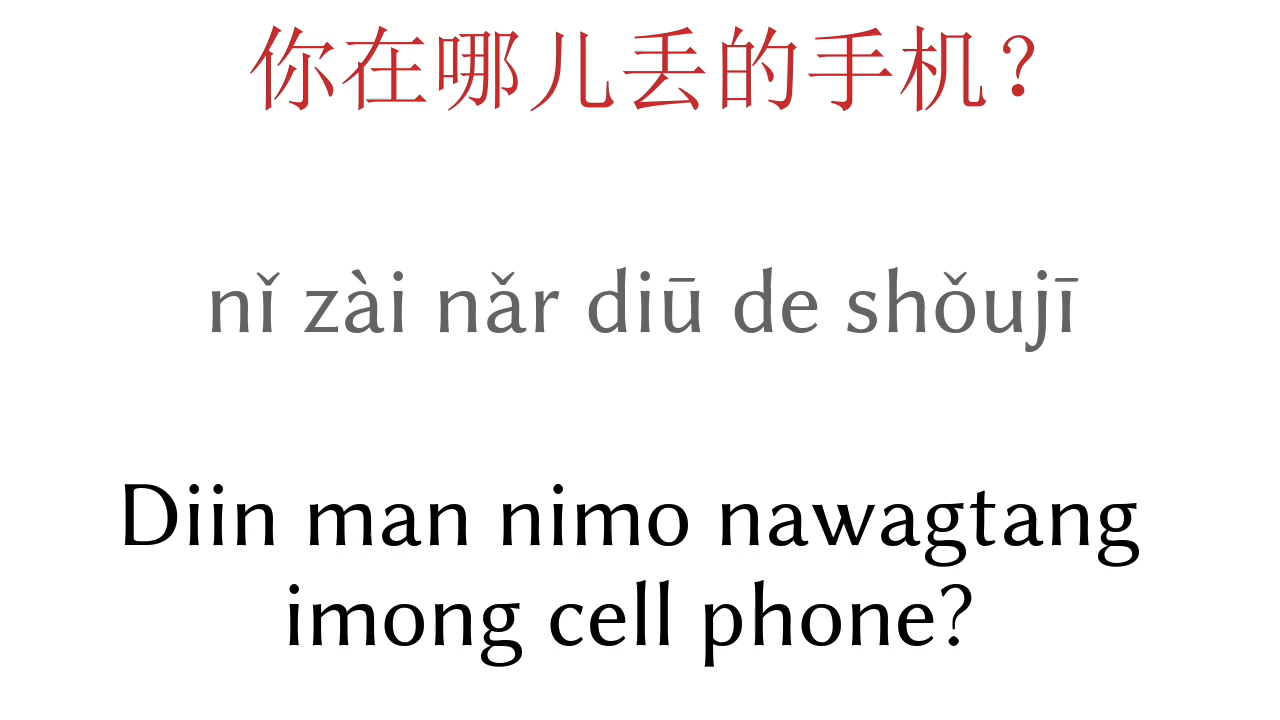 你在哪儿丢的手机？
nǐ zài nǎr diū de shǒujī
Diin man nimo nawagtang
imong cell phone?